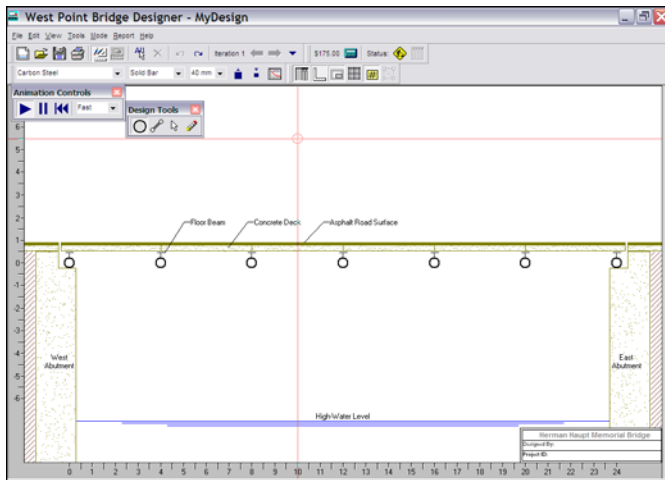 West Point Bridge Designer - MyDesign
File Edit View Tools Mode Report Help
Iteration 1 $175.00 Status:
Carbon Steel Solid Bar 40 mm
Animation Controls
Fast
Design Tools
6
5
4
3
2
1
0
-1
-2
-3
-4
-5
-6
Floor Beam Concrete Deck Asphalt Road Surface
West
Abutment
East
Abutment
High-Water Level
Herman Haupt Memorial Bridge
Designed By:
Project ID:
0 1 2 3 4 5 6 7 8 9 10 11 12 13 14 15 16 17 18 19 20 21 22 23 24